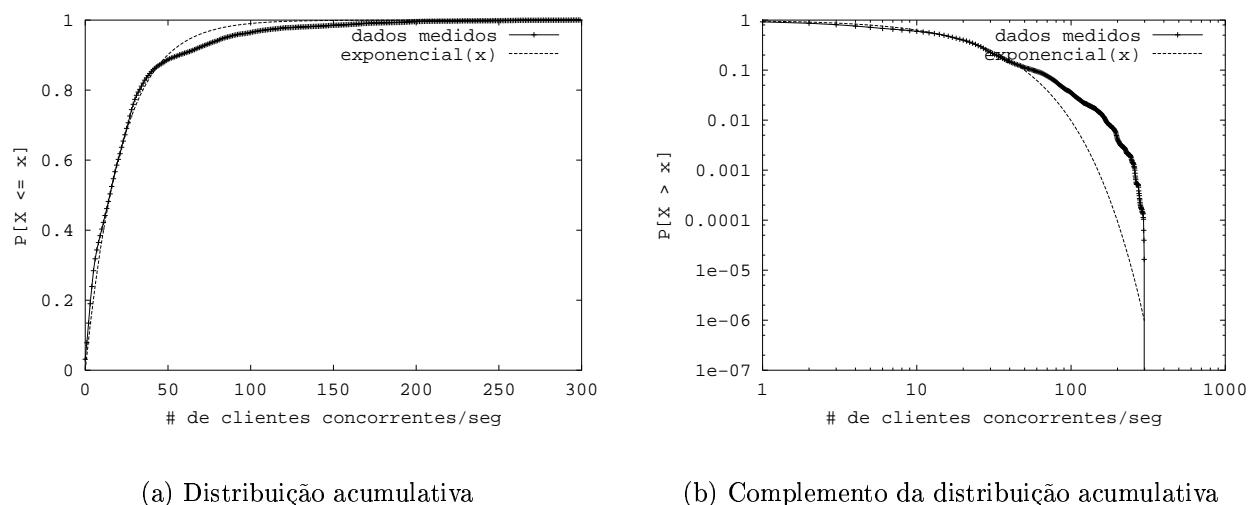 1
0.8
0.6
0.4
0.2
0
P[X <= x]
0 50 100 150 200 250 300
# de clientes concorrentes/seg
dados medidos
exponencial(x)
(a) Distribuição acumulativa
1
0.1
0.01
0.001
0.0001
1e-05
1e-06
1e-07
P[X > x]
1 10 100 1000
# de clientes concorrentes/seg
dados medidos
exponencial(x)
(b) Complemento da distribuição acumulativa